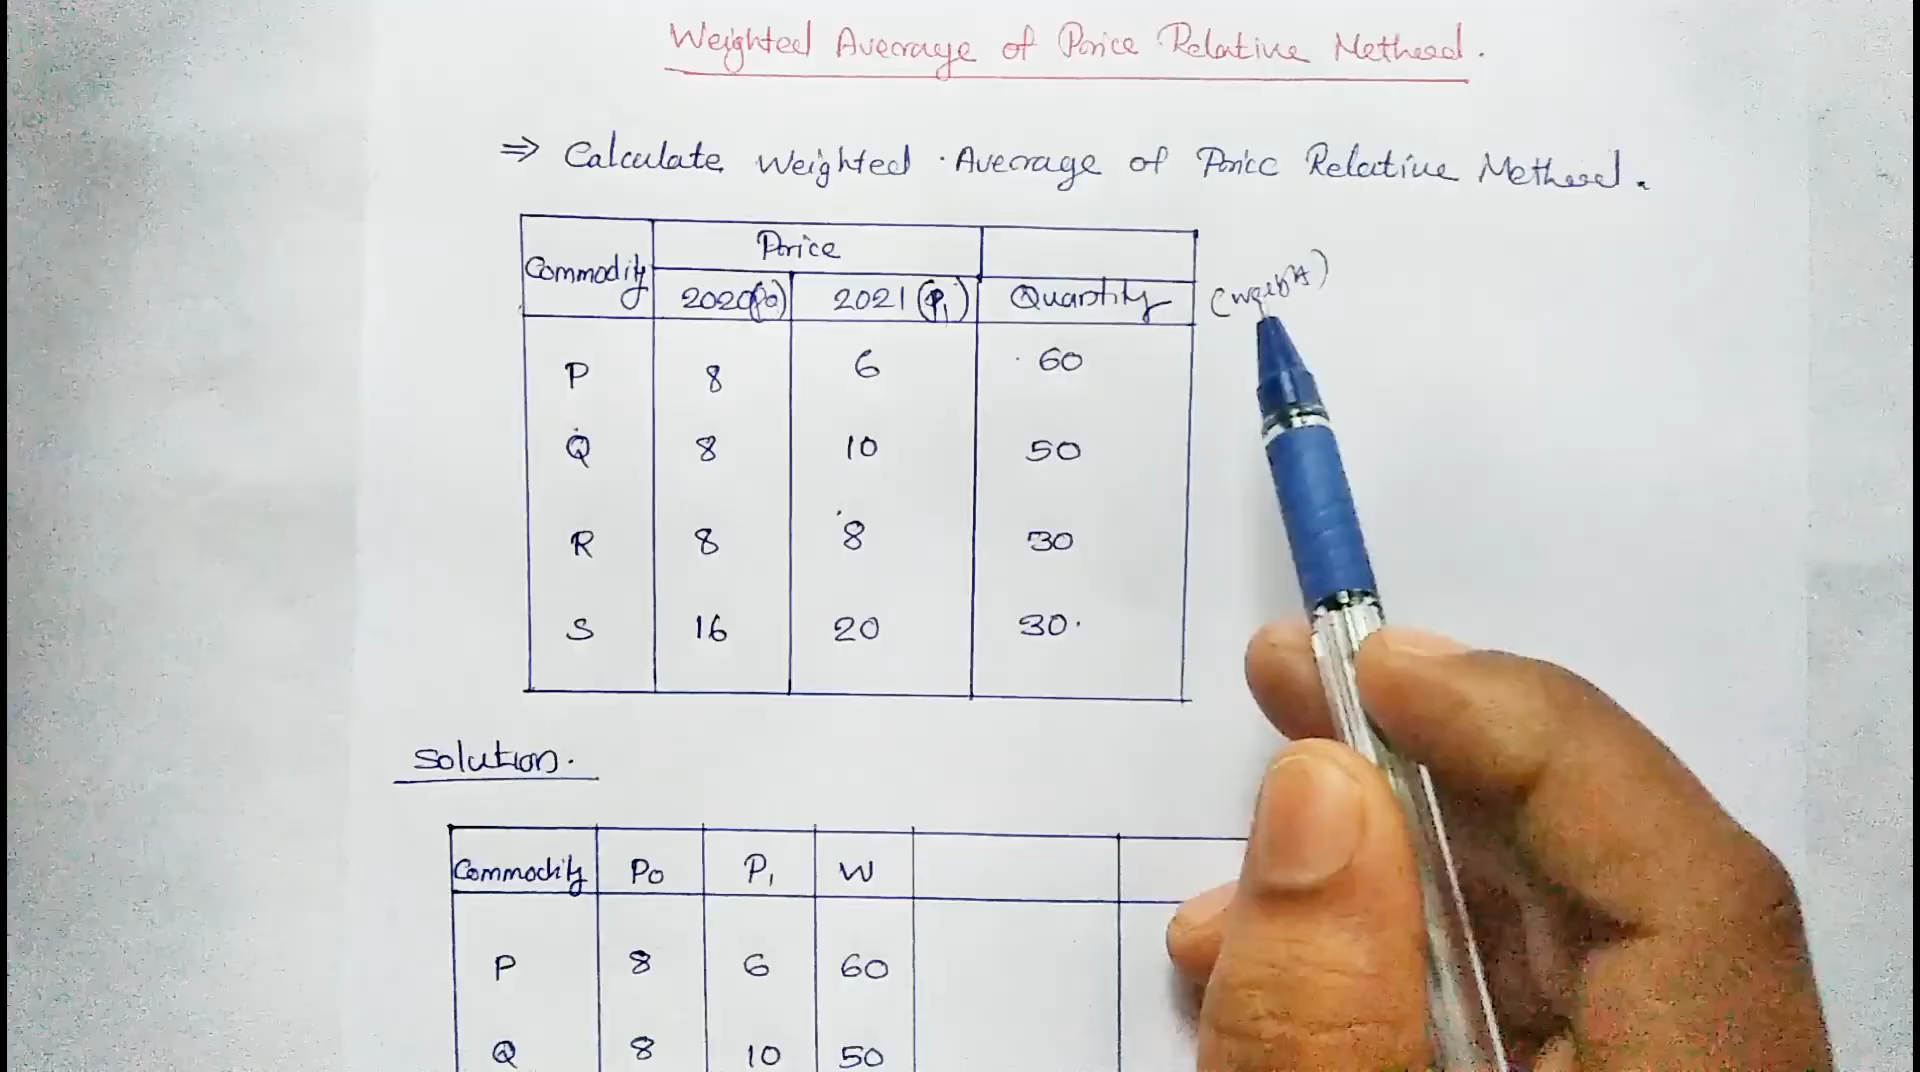 Weighted Average of Price Relative Method.
⇒ Calculate Weighted Average of Price Relative Method.
Commodity Price
2020(P0) 2021(P1) Quantity (weight)
P 8 6 60
Q 8 10 50
R 8 8 30
S 16 20 30.
Solution.
Commodity P0 P1 W
P 8 6 60
Q 8 10 50